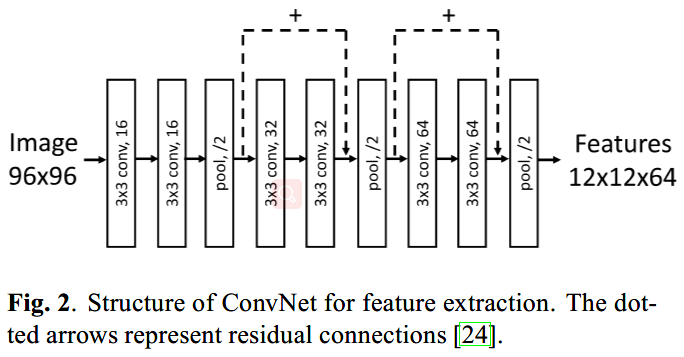 + +
Image
96x96
3x3 conv, 16
3x3 conv, 16
pool, /2
3x3 conv, 32
3x3 conv, 32
pool, /2
3x3 conv, 64
3x3 conv, 64
pool, /2
Features
12x12x64
Fig. 2. Structure of ConvNet for feature extraction. The dot-
ted arrows represent residual connections [24].